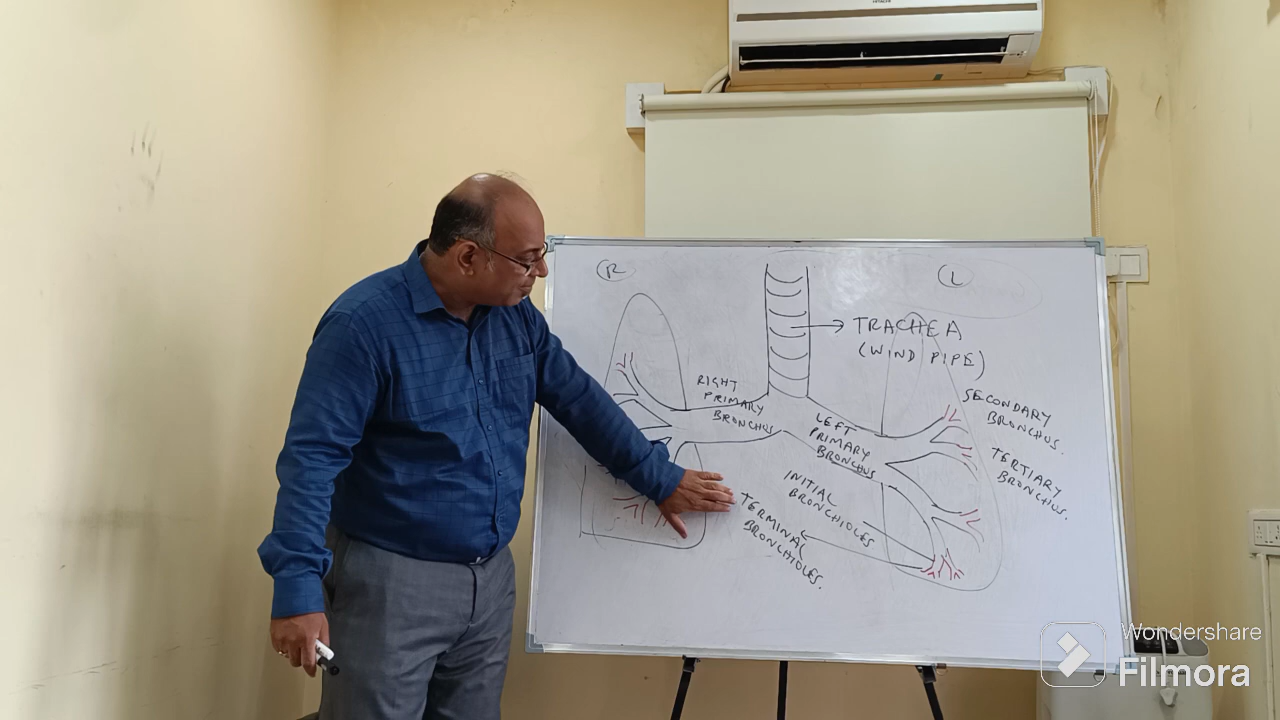 HITACHI
R
L
TRACHEA
(WIND PIPE)
RIGHT
PRIMARY
BRONCHUS
LEFT
PRIMARY
BRONCHUS
SECONDARY
BRONCHUS.
TERTIARY
BRONCHUS.
INITIAL
BRONCHIOLES
TERMINAL
BRONCHIOLES.
Wondershare
Filmora